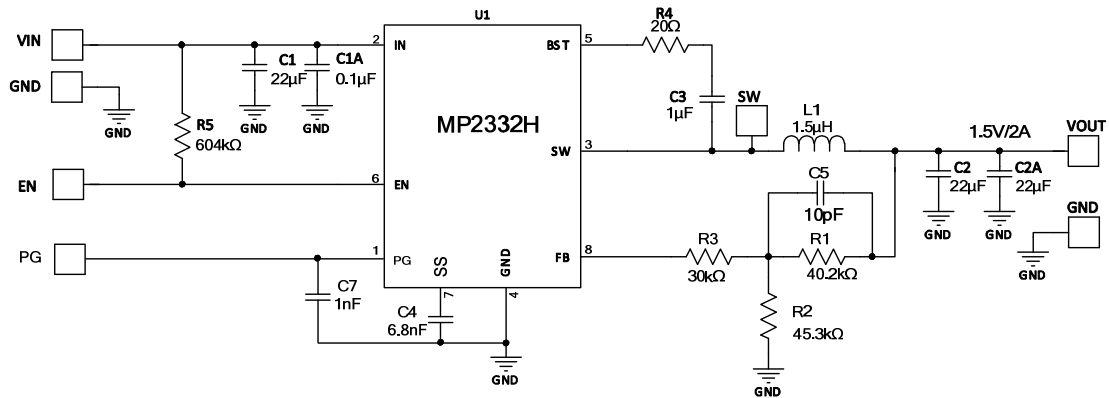 U1
R4
20Ω
VIN
2
IN
BST
5
C1
22µF
C1A
0.1µF
GND
GND
GND
GND
C3
1µF
SW
L1
1.5µH
1.5V/2A
VOUT
R5
604kΩ
MP2332H
SW
3
C2
22µF
C2A
22µF
EN
6
EN
C5
10pF
GND
GND
GND
GND
PG
1
PG
FB
8
R3
30kΩ
R1
40.2kΩ
SS
GND
7
4
C7
1nF
C4
6.8nF
R2
45.3kΩ
GND
GND